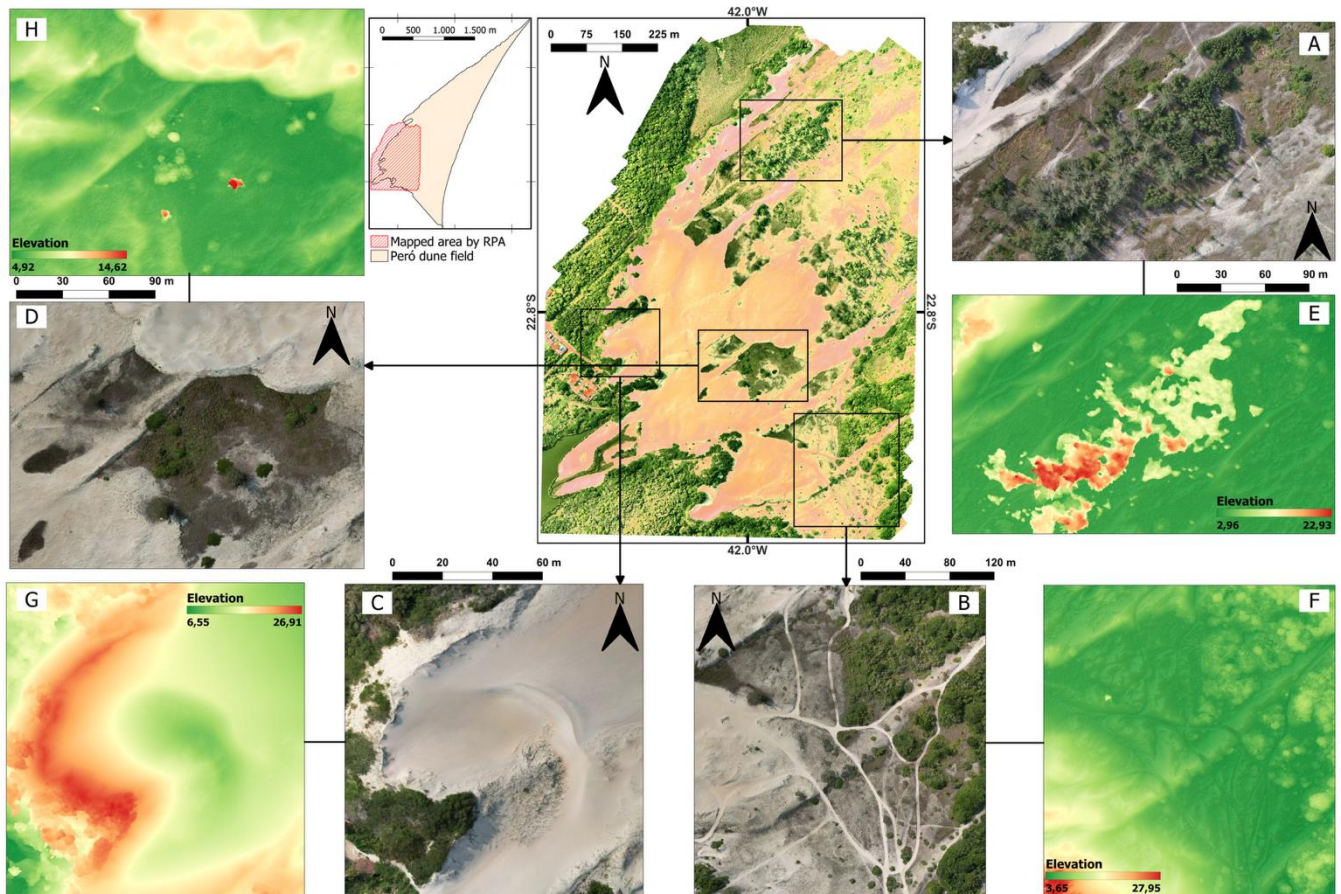 H
Elevation
4,92 14,62
0 30 60 90 m
0 500 1.000 1.500 m
Mapped area by RPA
Peró dune field
42.0°W
0 75 150 225 m
N
22.8°S
22.8°S
42.0°W
A
N
0 30 60 90 m
E
Elevation
2,96 22,93
D
N
G
Elevation
6,55 26,91
0 20 40 60 m
C
N
0 40 80 120 m
N
B
F
Elevation
3,65 27,95